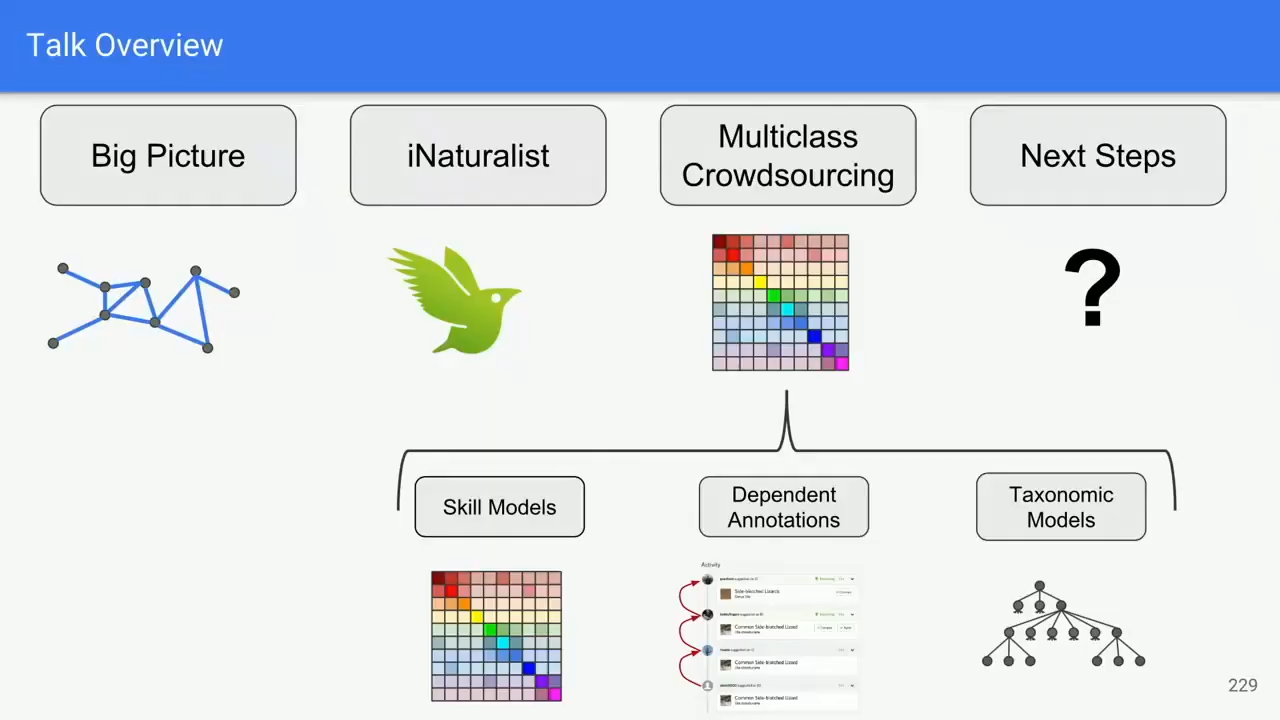 Talk Overview
Big Picture
iNaturalist
Multiclass
Crowdsourcing
Next Steps
?
Skill Models
Dependent
Annotations
Taxonomic
Models
Activity
Side-blotched Lizards
Common Side-blotched Lizard
Common Side-blotched Lizard
Common Side-blotched Lizard
229